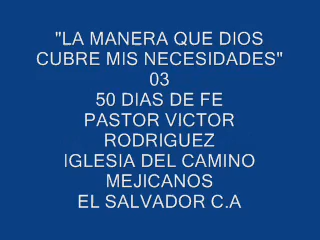 "LA MANERA QUE DIOS
CUBRE MIS NECESIDADES"
03
50 DIAS DE FE
PASTOR VICTOR
RODRIGUEZ
IGLESIA DEL CAMINO
MEJICANOS
EL SALVADOR C.A